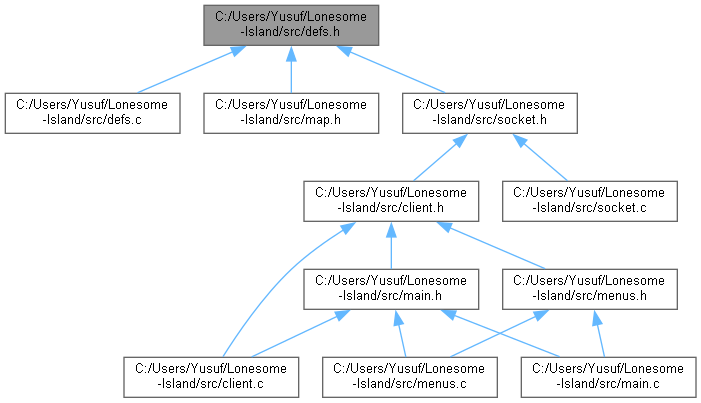 C:/Users/Yusuf/Lonesome
-Island/src/defs.h
C:/Users/Yusuf/Lonesome
-Island/src/defs.c
C:/Users/Yusuf/Lonesome
-Island/src/map.h
C:/Users/Yusuf/Lonesome
-Island/src/socket.h
C:/Users/Yusuf/Lonesome
-Island/src/client.h
C:/Users/Yusuf/Lonesome
-Island/src/socket.c
C:/Users/Yusuf/Lonesome
-Island/src/main.h
C:/Users/Yusuf/Lonesome
-Island/src/menus.h
C:/Users/Yusuf/Lonesome
-Island/src/client.c
C:/Users/Yusuf/Lonesome
-Island/src/menus.c
C:/Users/Yusuf/Lonesome
-Island/src/main.c